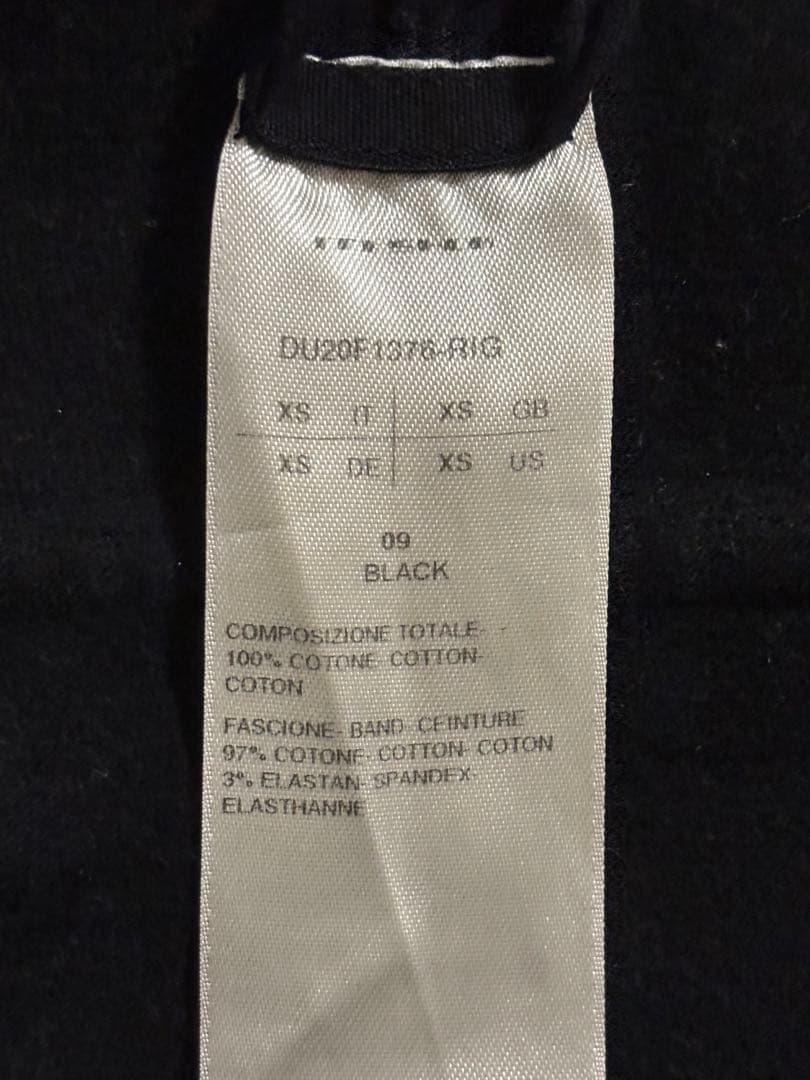 DU20F1376-RIG
XS IT XS GB
XS DE XS US
09
BLACK
COMPOSIZIONE TOTALE-
100% COTONE- COTTON-
COTON
FASCIONE- BAND- CEINTURE
97% COTONE- COTTON- COTON
3% ELASTAN- SPANDEX-
ELASTHANNE